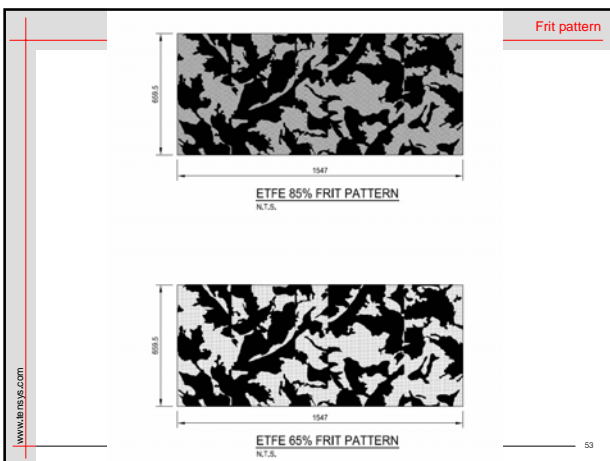 Frit pattern
659.5
1547
ETFE 85% FRIT PATTERN
N.T.S.
659.5
1547
ETFE 65% FRIT PATTERN
N.T.S.
www.tensys.com
53